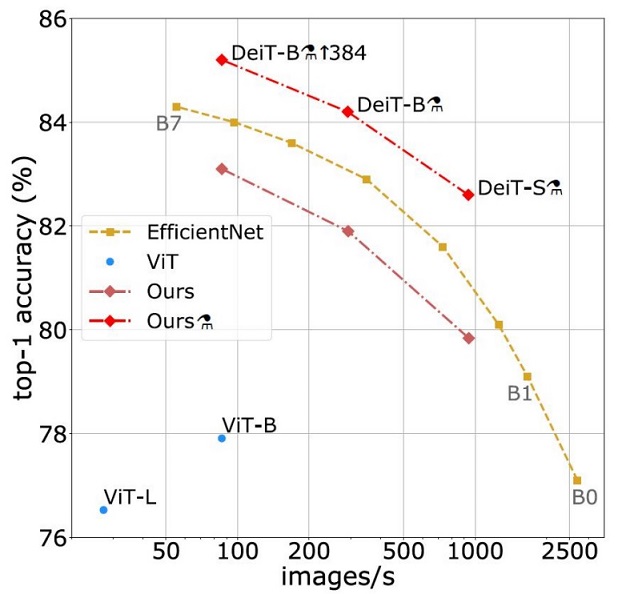 86
84
82
80
78
76
top-1 accuracy (%)
DeiT-B⚗↑384
DeiT-B⚗
DeiT-S⚗
B7
EfficientNet
ViT
Ours
Ours⚗
B1
ViT-B
ViT-L
B0
50 100 200 500 1000 2500
images/s